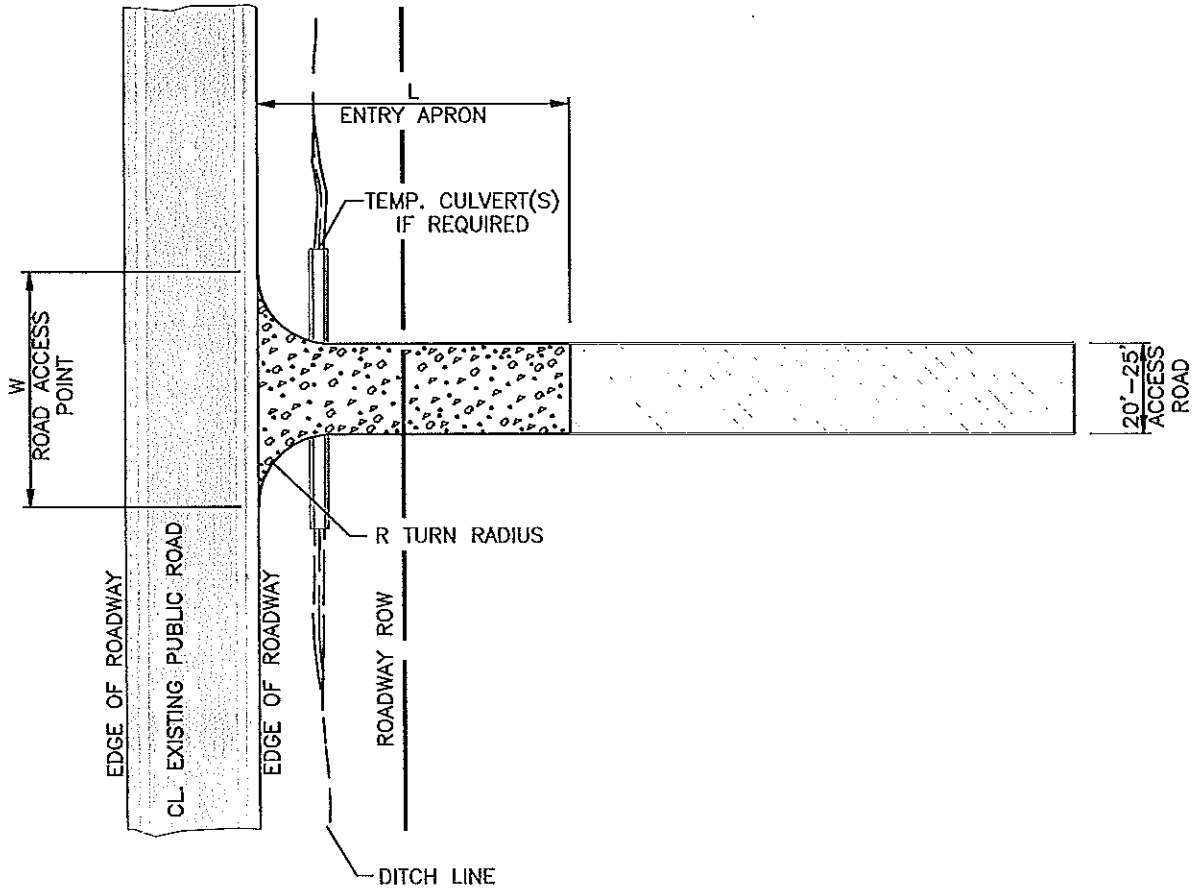 L
ENTRY APRON
TEMP. CULVERT(S)
IF REQUIRED
W
ROAD ACCESS
POINT
20'-25'
ACCESS
ROAD
R TURN RADIUS
EDGE OF ROADWAY
CL. EXISTING PUBLIC ROAD
EDGE OF ROADWAY
ROADWAY ROW
DITCH LINE